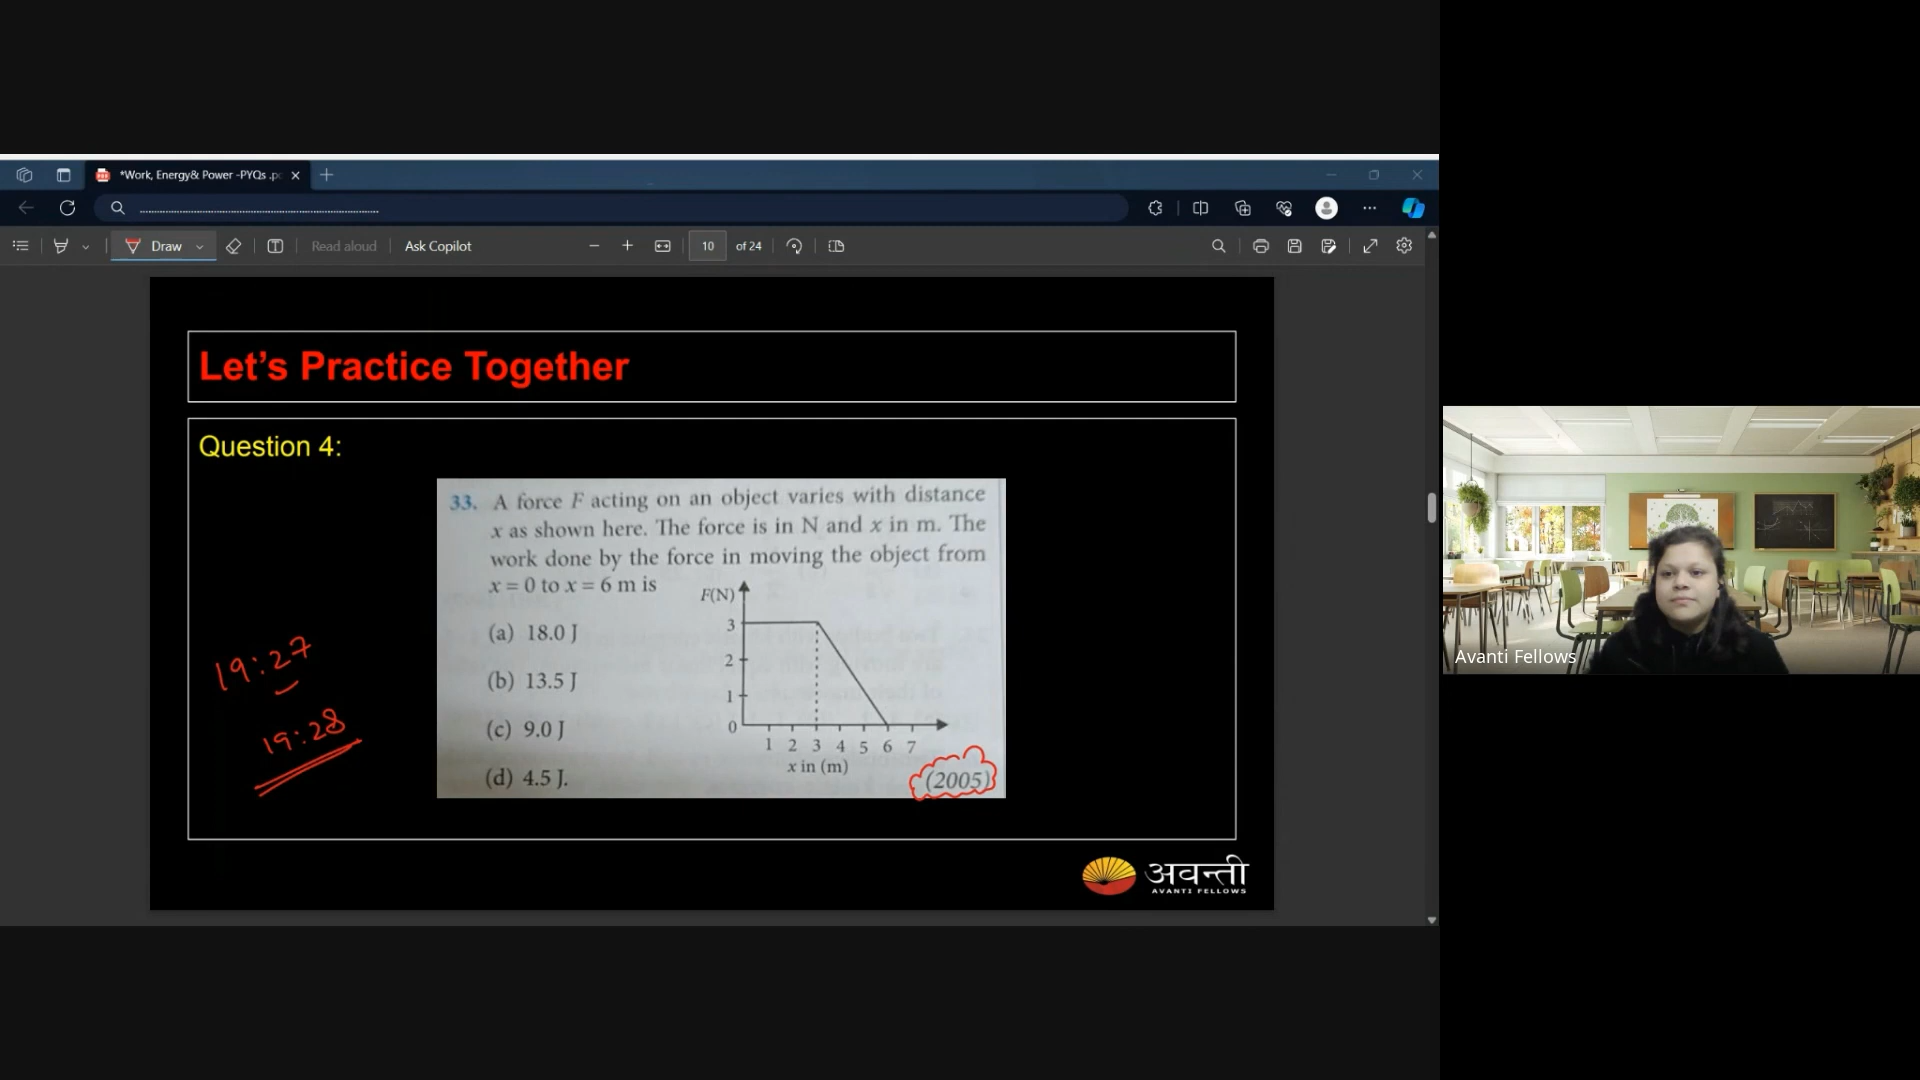 *Work, Energy& Power -PYQs .p
Draw
Read aloud
Ask Copilot
10
of 24
Let's Practice Together
Question 4:
33. A force F acting on an object varies with distance
x as shown here. The force is in N and x in m. The
work done by the force in moving the object from
x = 0 to x = 6 m is
(a) 18.0 J
(b) 13.5 J
(c) 9.0 J
(d) 4.5 J.
F(N)
3
2
1
0
1 2 3 4 5 6 7
x in (m)
(2005)
19:27
19:28
अवन्ती
AVANTI FELLOWS
Avanti Fellows